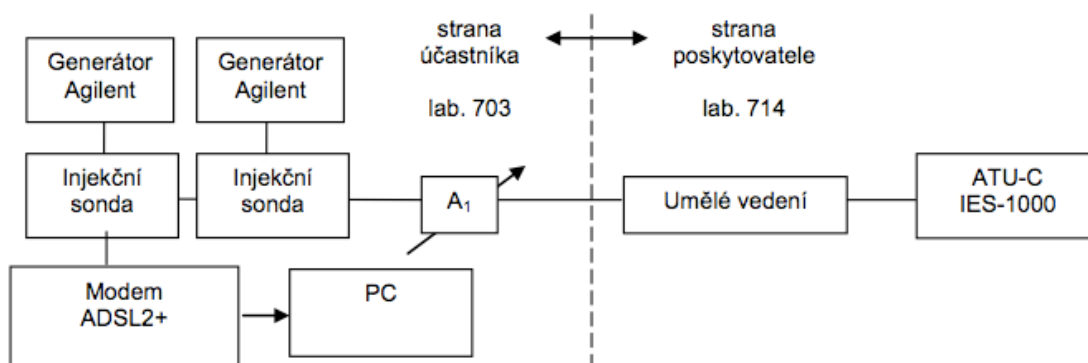 strana
účastníka
lab. 703
strana
poskytovatele
lab. 714
Generátor
Agilent
Generátor
Agilent
Injekční
sonda
Injekční
sonda
A₁
Umělé vedení
ATU-C
IES-1000
Modem
ADSL2+
PC